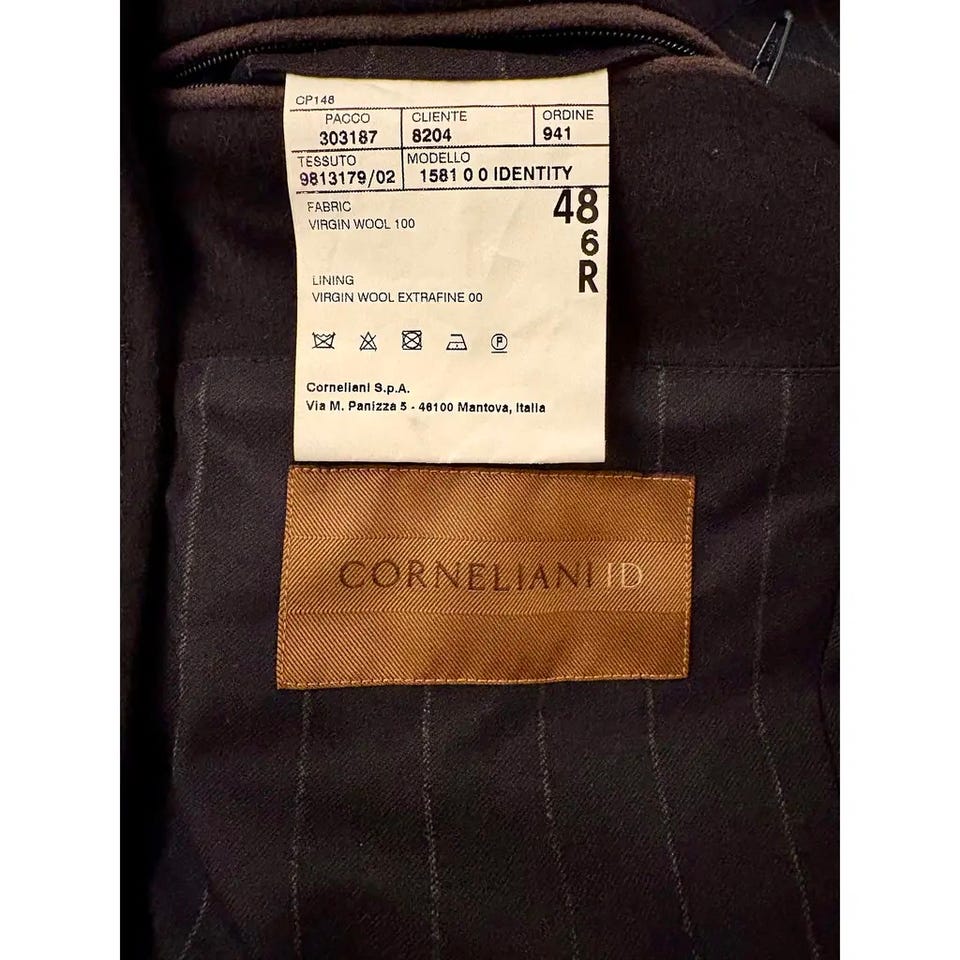 CP148
PACCO CLIENTE ORDINE
303187 8204 941
TESSUTO MODELLO
9813179/02 1581 0 0 IDENTITY
FABRIC
VIRGIN WOOL 100
48
6
R
LINING
VIRGIN WOOL EXTRAFINE 00
P
Corneliani S.p.A.
Via M. Panizza 5 - 46100 Mantova, Italia
CORNELIANI ID